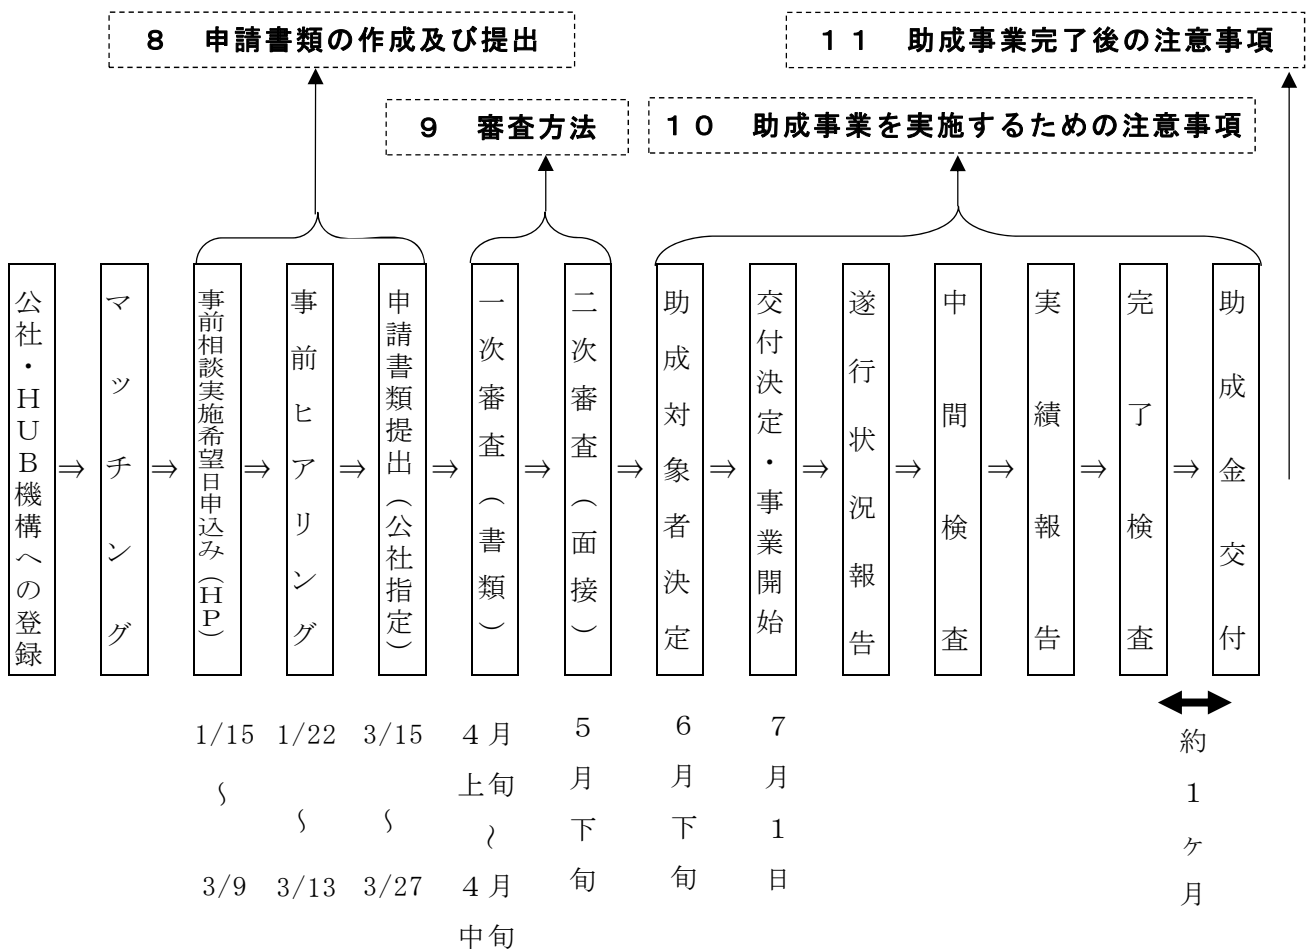 ８　申請書類の作成及び提出
１１　助成事業完了後の注意事項
９　審査方法
１０　助成事業を実施するための注意事項
公社・ＨＵＢ機構への登録
⇒
マッチング
⇒
事前相談実施希望日申込み（ＨＰ）
⇒
事前ヒアリング
⇒
申請書類提出（公社指定）
⇒
一次審査（書類）
⇒
二次審査（面接）
⇒
助成対象者決定
⇒
交付決定・事業開始
⇒
遂行状況報告
⇒
中間検査
⇒
実績報告
⇒
完了検査
⇒
助成金交付
1/15～3/9
1/22～3/13
3/15～3/27
４月上旬～４月中旬
５月下旬
６月下旬
７月１日
約１ヶ月